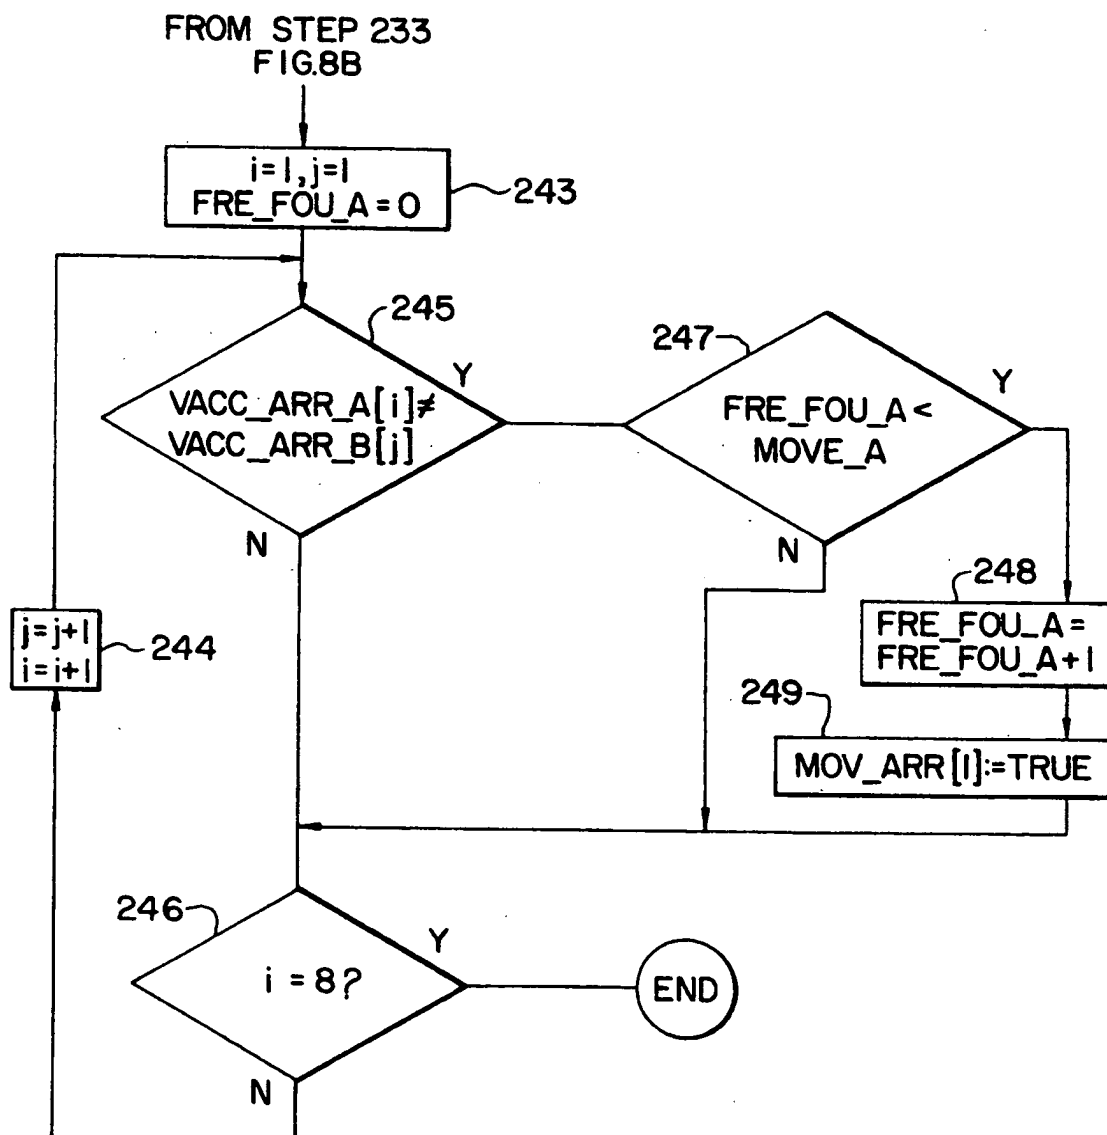 FROM STEP 233
FIG.8B
i=1, j=1
FRE_FOU_A = 0
243
245
Y
VACC_ARR_A[i]≠
VACC_ARR_B[j]
N
247
Y
FRE_FOU_A <
MOVE_A
N
248
FRE_FOU_A =
FRE_FOU_A + 1
249
MOV_ARR[I]:=TRUE
j=j+1
i=i+1
244
246
Y
i = 8?
N
END